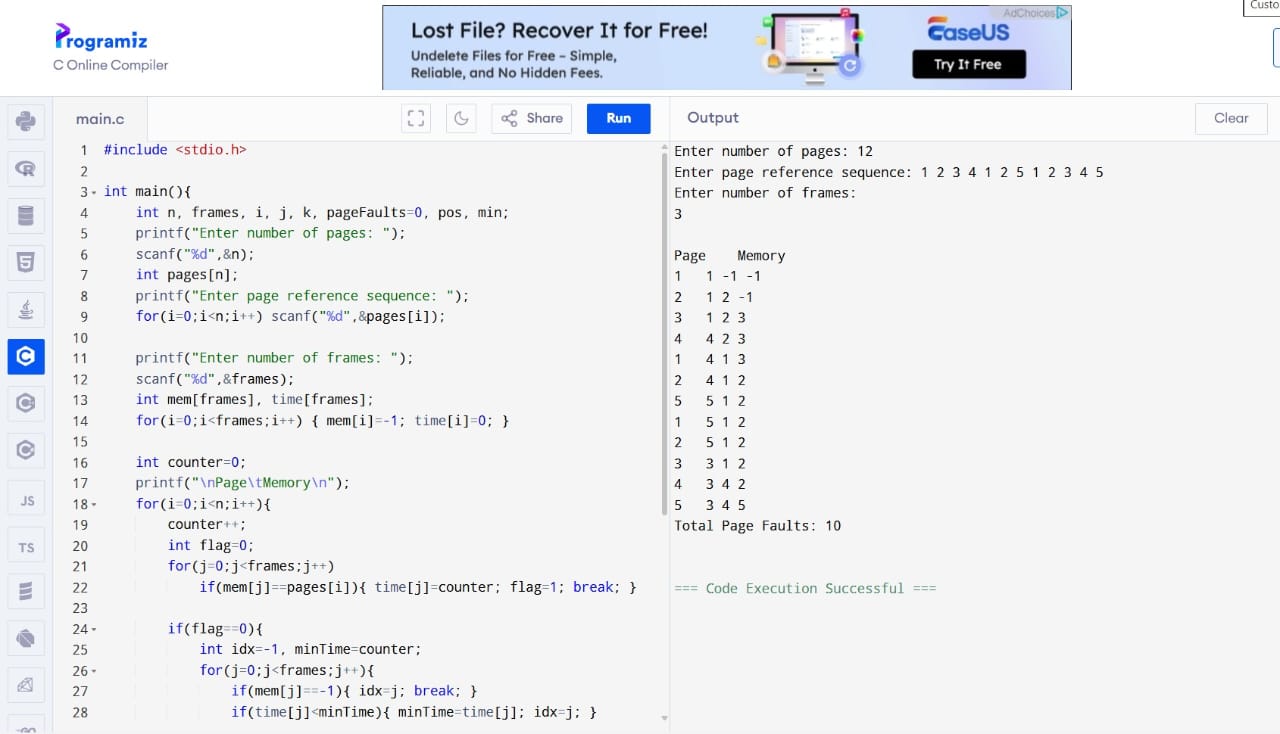 Programiz
C Online Compiler
Lost File? Recover It for Free!
Undelete Files for Free – Simple,
Reliable, and No Hidden Fees.
AdChoices
EaseUS
Try It Free
Custo
main.c
Share
Run
Output
Clear
JS
TS
1 #include <stdio.h>
2
3 int main(){
4 int n, frames, i, j, k, pageFaults=0, pos, min;
5 printf("Enter number of pages: ");
6 scanf("%d",&n);
7 int pages[n];
8 printf("Enter page reference sequence: ");
9 for(i=0;i<n;i++) scanf("%d",&pages[i]);
10
11 printf("Enter number of frames: ");
12 scanf("%d",&frames);
13 int mem[frames], time[frames];
14 for(i=0;i<frames;i++) { mem[i]=-1; time[i]=0; }
15
16 int counter=0;
17 printf("\nPage\tMemory\n");
18 for(i=0;i<n;i++){
19 counter++;
20 int flag=0;
21 for(j=0;j<frames;j++)
22 if(mem[j]==pages[i]){ time[j]=counter; flag=1; break; }
23
24 if(flag==0){
25 int idx=-1, minTime=counter;
26 for(j=0;j<frames;j++){
27 if(mem[j]==-1){ idx=j; break; }
28 if(time[j]<minTime){ minTime=time[j]; idx=j; }
Enter number of pages: 12
Enter page reference sequence: 1 2 3 4 1 2 5 1 2 3 4 5
Enter number of frames:
3
Page Memory
1 1 -1 -1
2 1 2 -1
3 1 2 3
4 4 2 3
1 4 1 3
2 4 1 2
5 5 1 2
1 5 1 2
2 5 1 2
3 3 1 2
4 3 4 2
5 3 4 5
Total Page Faults: 10
=== Code Execution Successful ===